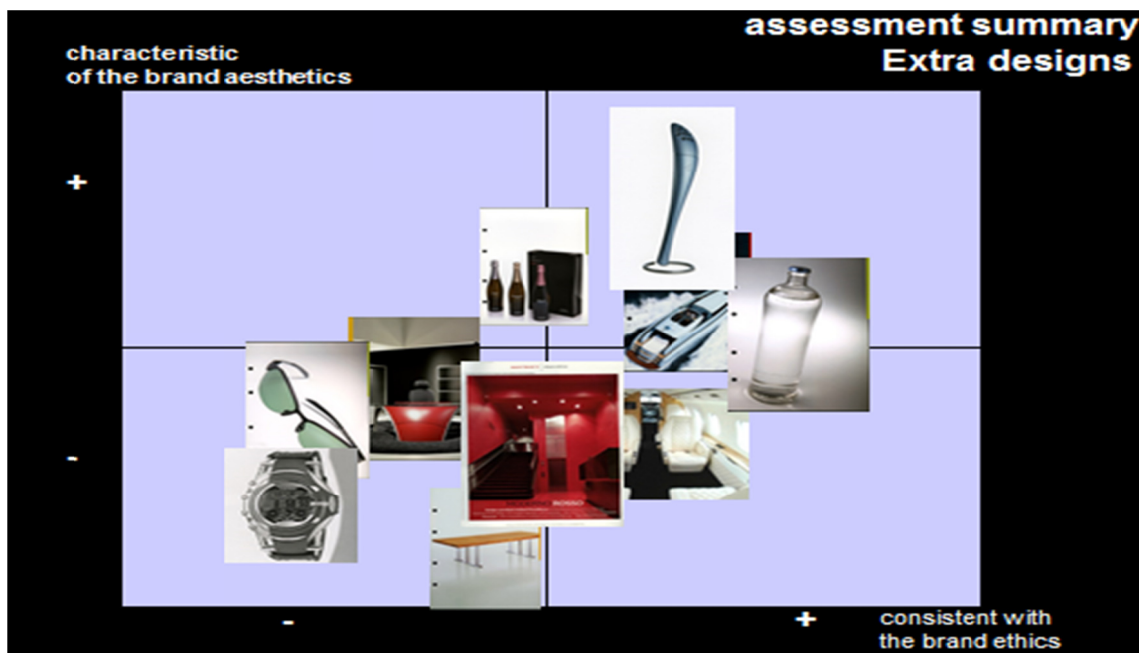 assessment summary
Extra designs
characteristic
of the brand aesthetics
+
-
ROSSO
-
+
consistent with
the brand ethics